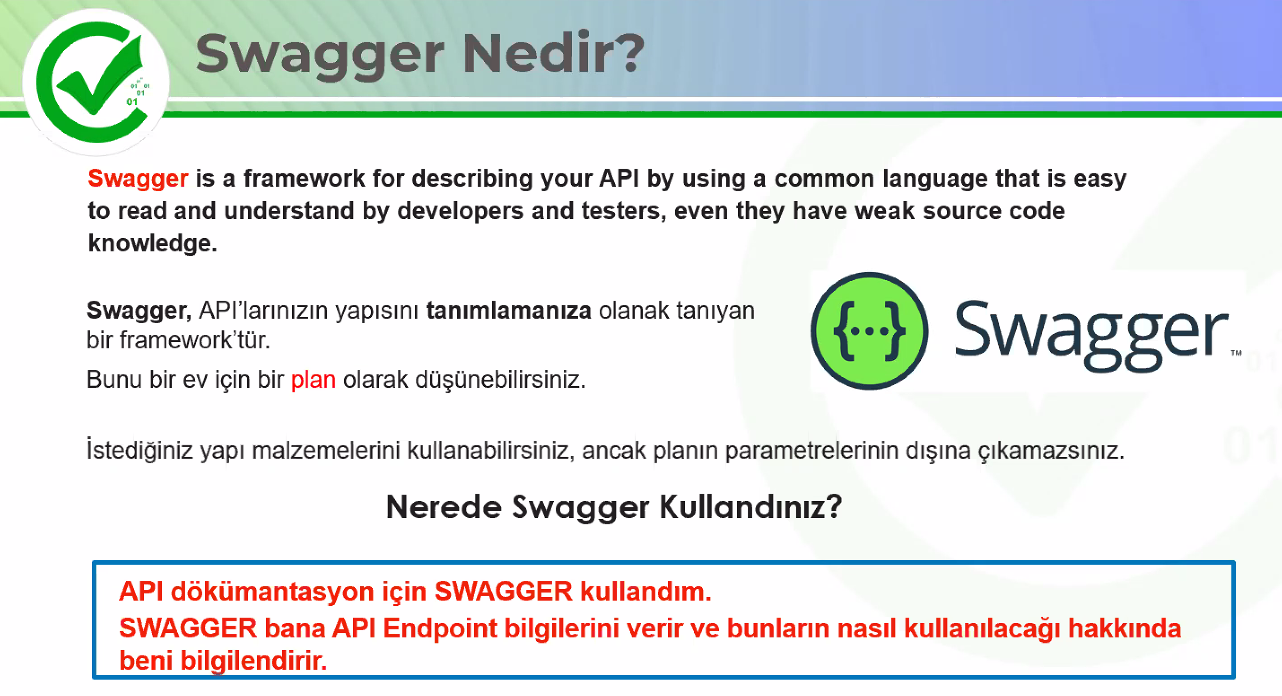 Swagger Nedir?
01 01
01
01
Swagger is a framework for describing your API by using a common language that is easy
to read and understand by developers and testers, even they have weak source code
knowledge.
Swagger, API’larınızın yapısını tanımlamanıza olanak tanıyan
bir framework’tür.
Bunu bir ev için bir plan olarak düşünebilirsiniz.
{···} Swagger™
İstediğiniz yapı malzemelerini kullanabilirsiniz, ancak planın parametrelerinin dışına çıkamazsınız.
Nerede Swagger Kullandınız?
API dökümantasyon için SWAGGER kullandım.
SWAGGER bana API Endpoint bilgilerini verir ve bunların nasıl kullanılacağı hakkında
beni bilgilendirir.